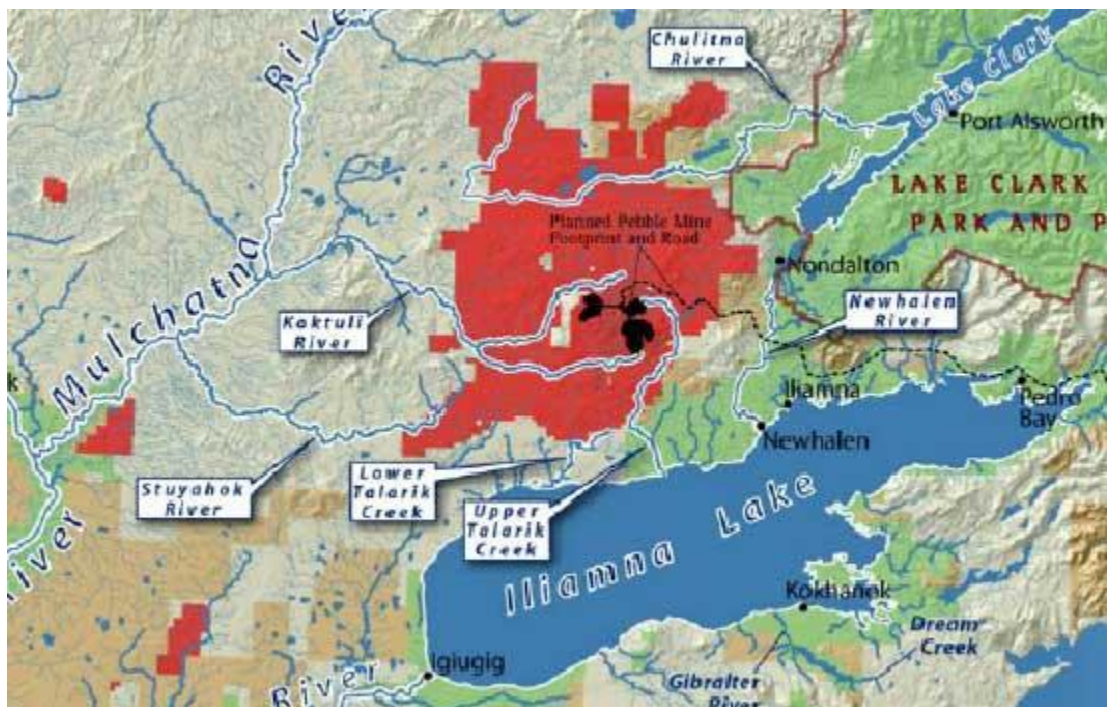 Chulitna
River
River
Lake Clark
Port Alsworth
LAKE CLARK
PARK AND P
Planned Pebble Mine
Footprint and Road
Nondalton
Mulchatna
Koktuli
River
Newhalen
River
k
Iliamna
Pedro
Bay
Newhalen
Stuyahok
River
Lower
Talarik
Creek
Upper
Talarik
Creek
River
Iliamna Lake
Kokhanok
Dream
Creek
Igiugig
River
Gibralter
River